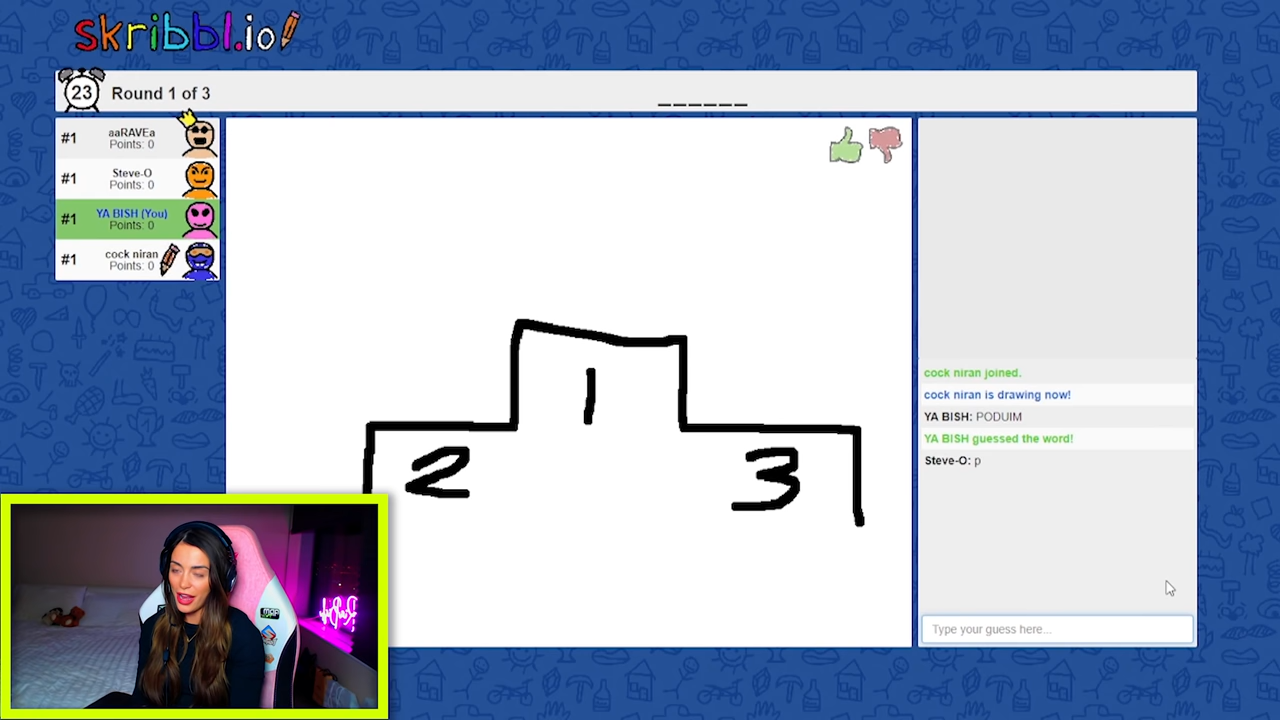 skribbl.io
23
Round 1 of 3
______
#1
aaRAVEa
Points: 0
#1
Steve-O
Points: 0
#1
YA BISH (You)
Points: 0
#1
cock niran
Points: 0
1
2
3
cock niran joined.
cock niran is drawing now!
YA BISH: PODUIM
YA BISH guessed the word!
Steve-O: p
Type your guess here...